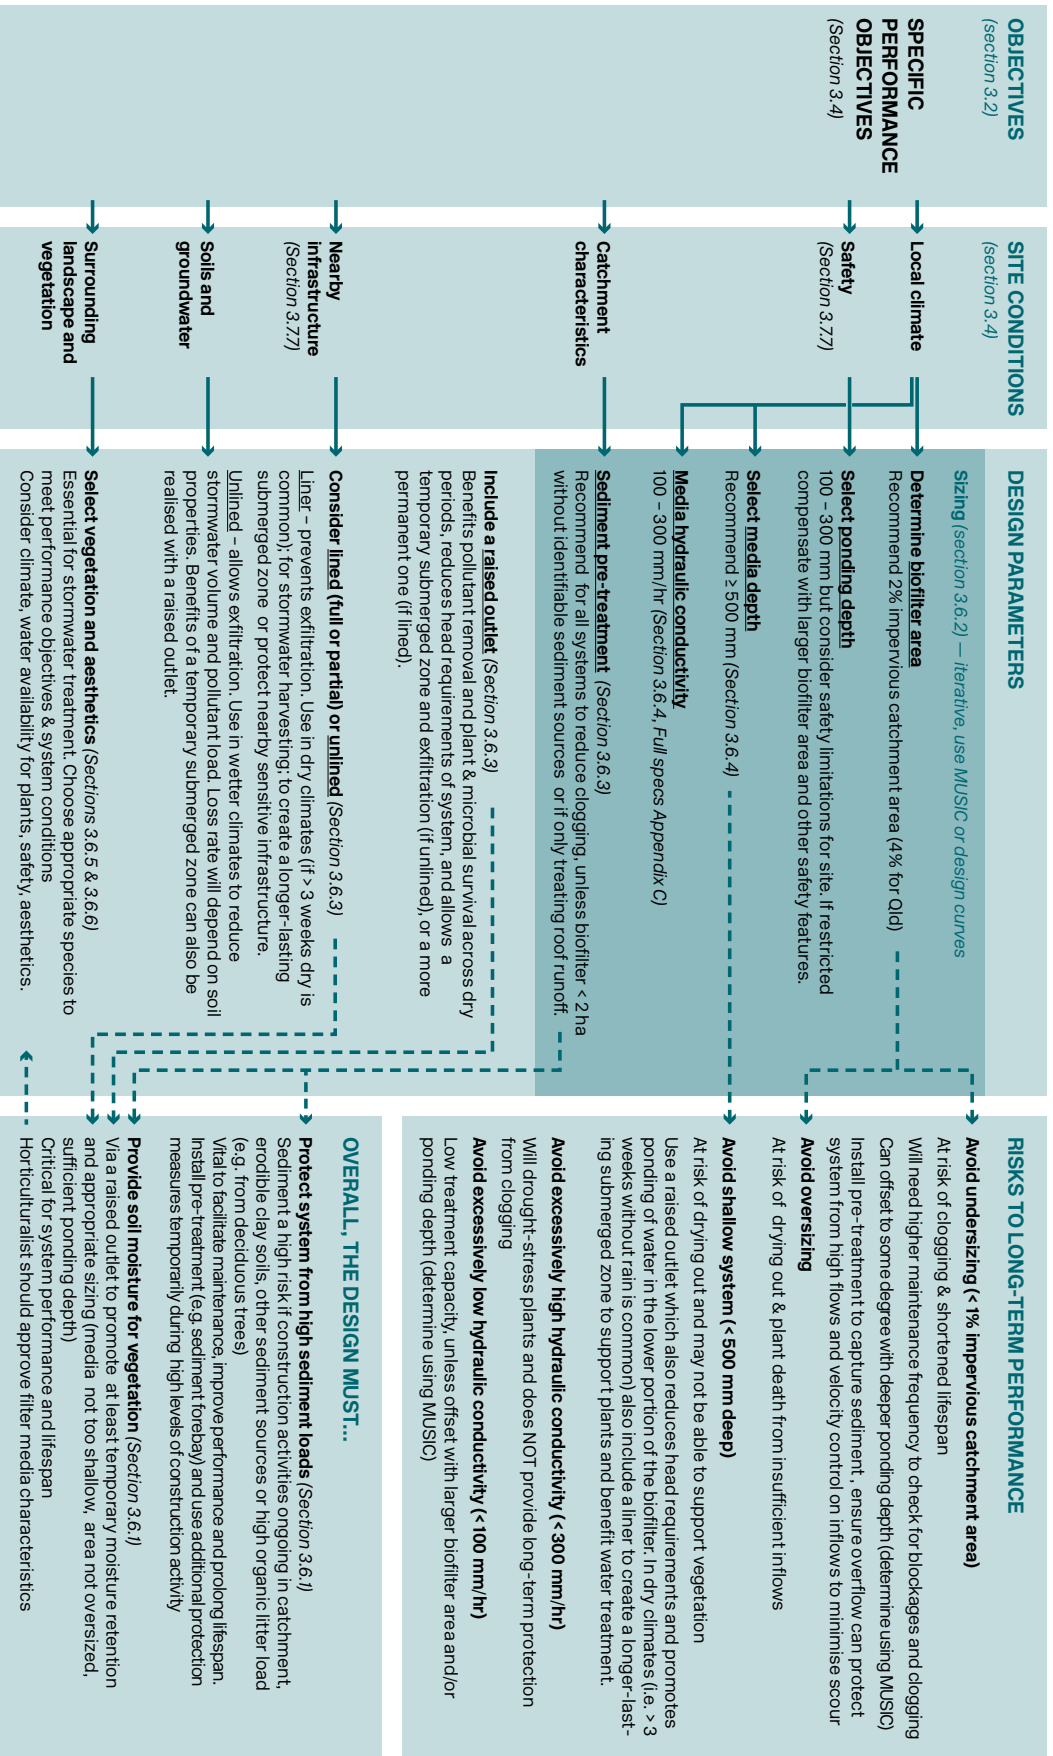 OBJECTIVES
(section 3.2)
SPECIFIC
PERFORMANCE
OBJECTIVES
(Section 3.4)
SITE CONDITIONS
(section 3.4)
Local climate
Safety
(Section 3.7.7)
Catchment
characteristics
Nearby
infrastructure
(Section 3.7.7)
Soils and
groundwater
Surrounding
landscape and
vegetation
DESIGN PARAMETERS
Sizing (section 3.6.2) — iterative, use MUSIC or design curves
Determine biofilter area
Recommend 2% impervious catchment area (4% for Qld)
Select ponding depth
100 – 300 mm but consider safety limitations for site. If restricted
compensate with larger biofilter area and other safety features.
Select media depth
Recommend ≥ 500 mm (Section 3.6.4)
Media hydraulic conductivity
100 – 300 mm/hr (Section 3.6.4, Full specs Appendix C)
Sediment pre-treatment (Section 3.6.3)
Recommend for all systems to reduce clogging, unless biofilter < 2 ha
without identifiable sediment sources or if only treating roof runoff.
Include a raised outlet (Section 3.6.3)
Benefits pollutant removal and plant & microbial survival across dry
periods, reduces head requirements of system, and allows a
temporary submerged zone and exfiltration (if unlined), or a more
permanent one (if lined).
Consider lined (full or partial) or unlined (Section 3.6.3)
Liner – prevents exfiltration. Use in dry climates (if > 3 weeks dry is
common); for stormwater harvesting; to create a longer-lasting
submerged zone or protect nearby sensitive infrastructure.
Unlined – allows exfiltration. Use in wetter climates to reduce
stormwater volume and pollutant load. Loss rate will depend on soil
properties. Benefits of a temporary submerged zone can also be
realised with a raised outlet.
Select vegetation and aesthetics (Sections 3.6.5 & 3.6.6)
Essential for stormwater treatment. Choose appropriate species to
meet performance objectives & system conditions
Consider climate, water availability for plants, safety, aesthetics.
RISKS TO LONG-TERM PERFORMANCE
Avoid undersizing (< 1% impervious catchment area)
At risk of clogging & shortened lifespan
Will need higher maintenance frequency to check for blockages and clogging
Can offset to some degree with deeper ponding depth (determine using MUSIC)
Install pre-treatment to capture sediment , ensure overflow can protect
system from high flows and velocity control on inflows to minimise scour
Avoid oversizing
At risk of drying out & plant death from insufficient inflows
Avoid shallow system (< 500 mm deep)
At risk of drying out and may not be able to support vegetation
Use a raised outlet which also reduces head requirements and promotes
ponding of water in the lower portion of the biofilter. In dry climates (i.e. > 3
weeks without rain is common) also include a liner to create a longer-last-
ing submerged zone to support plants and benefit water treatment.
Avoid excessively high hydraulic conductivity (< 300 mm/hr)
Will drought-stress plants and does NOT provide long-term protection
from clogging
Avoid excessively low hydraulic conductivity (< 100 mm/hr)
Low treatment capacity, unless offset with larger biofilter area and/or
ponding depth (determine using MUSIC)
OVERALL, THE DESIGN MUST...
Protect system from high sediment loads (Section 3.6.1)
Sediment a high risk if construction activities ongoing in catchment,
erodible clay soils, other sediment sources or high organic litter load
(e.g. from deciduous trees)
Vital to facilitate maintenance, improve performance and prolong lifespan.
Install pre-treatment (e.g. sediment forebay) and use additional protection
measures temporarily during high levels of construction activity
Provide soil moisture for vegetation (Section 3.6.1)
Via a raised outlet to promote at least temporary moisture retention
and appropriate sizing (media not too shallow, area not oversized,
sufficient ponding depth)
Critical for system performance and lifespan
Horticulturalist should approve filter media characteristics